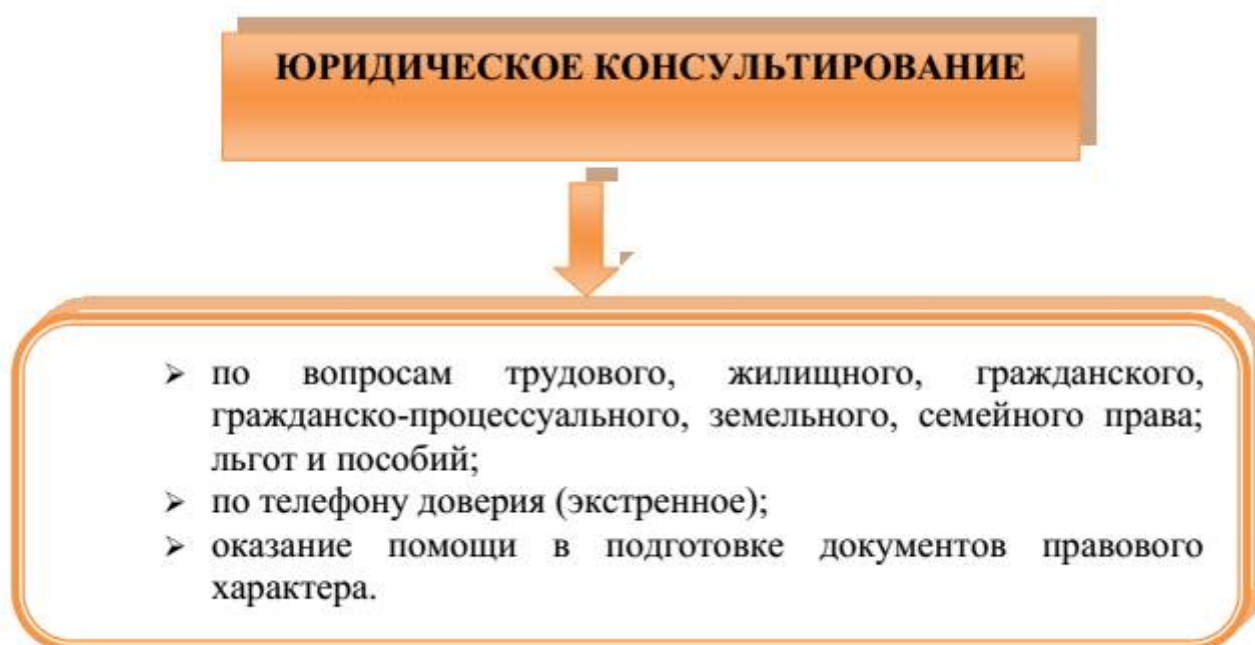 ЮРИДИЧЕСКОЕ КОНСУЛЬТИРОВАНИЕ
➢ по вопросам трудового, жилищного, гражданского,
гражданско-процессуального, земельного, семейного права;
льгот и пособий;
➢ по телефону доверия (экстренное);
➢ оказание помощи в подготовке документов правового
характера.